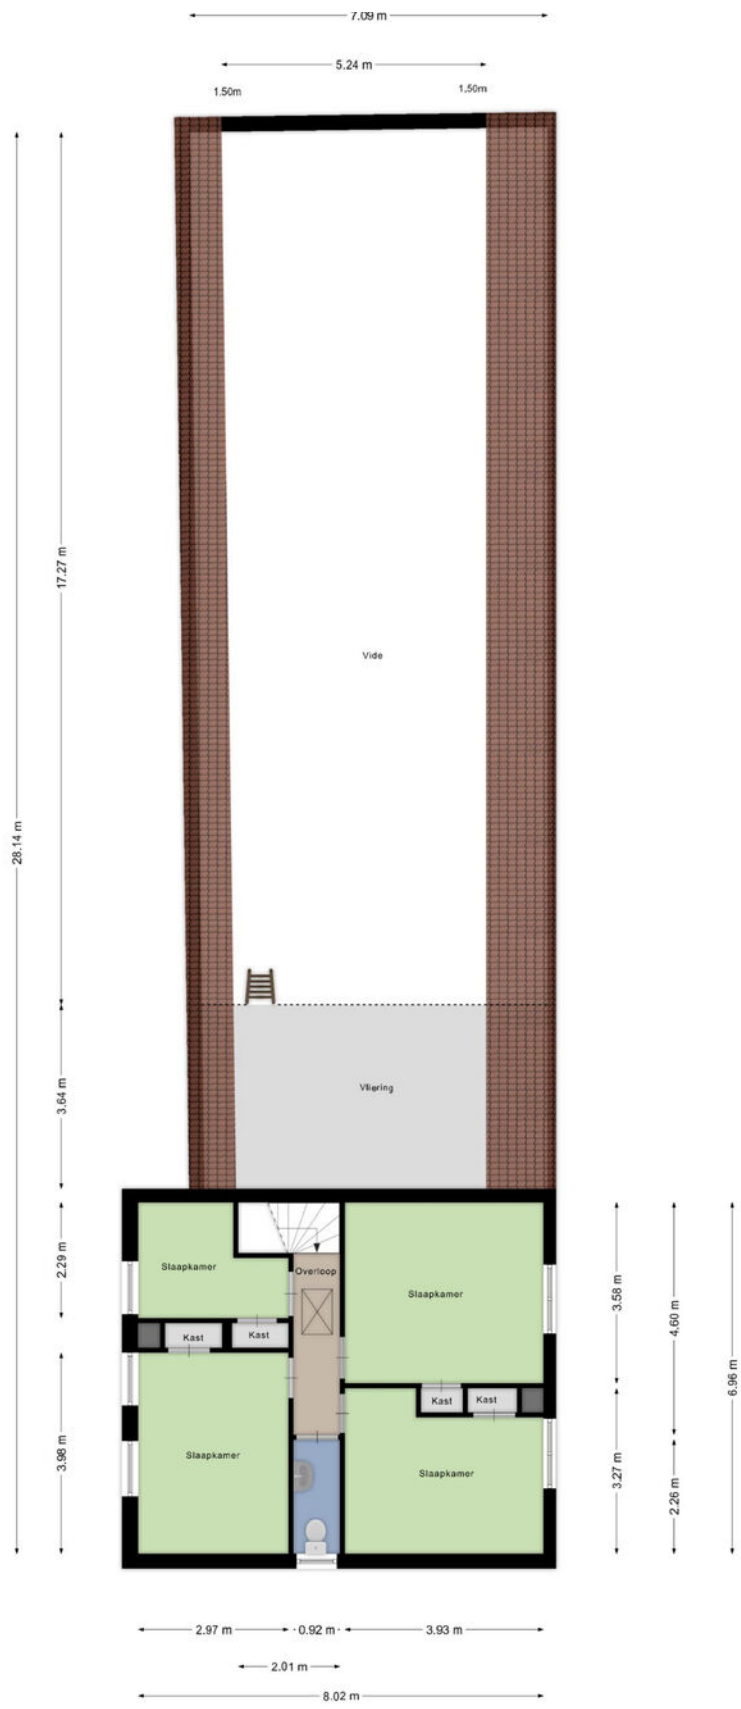 7.09 m
5.24 m
1.50m
1.50m
17.27 m
Vide
28.14 m
3.64 m
Vliering
2.29 m
Slaapkamer
Overloop
Slaapkamer
3.58 m
4.60 m
6.96 m
Kast
Kast
Kast
Kast
3.98 m
Slaapkamer
Slaapkamer
3.27 m
2.26 m
2.97 m
0.92 m
3.93 m
2.01 m
8.02 m